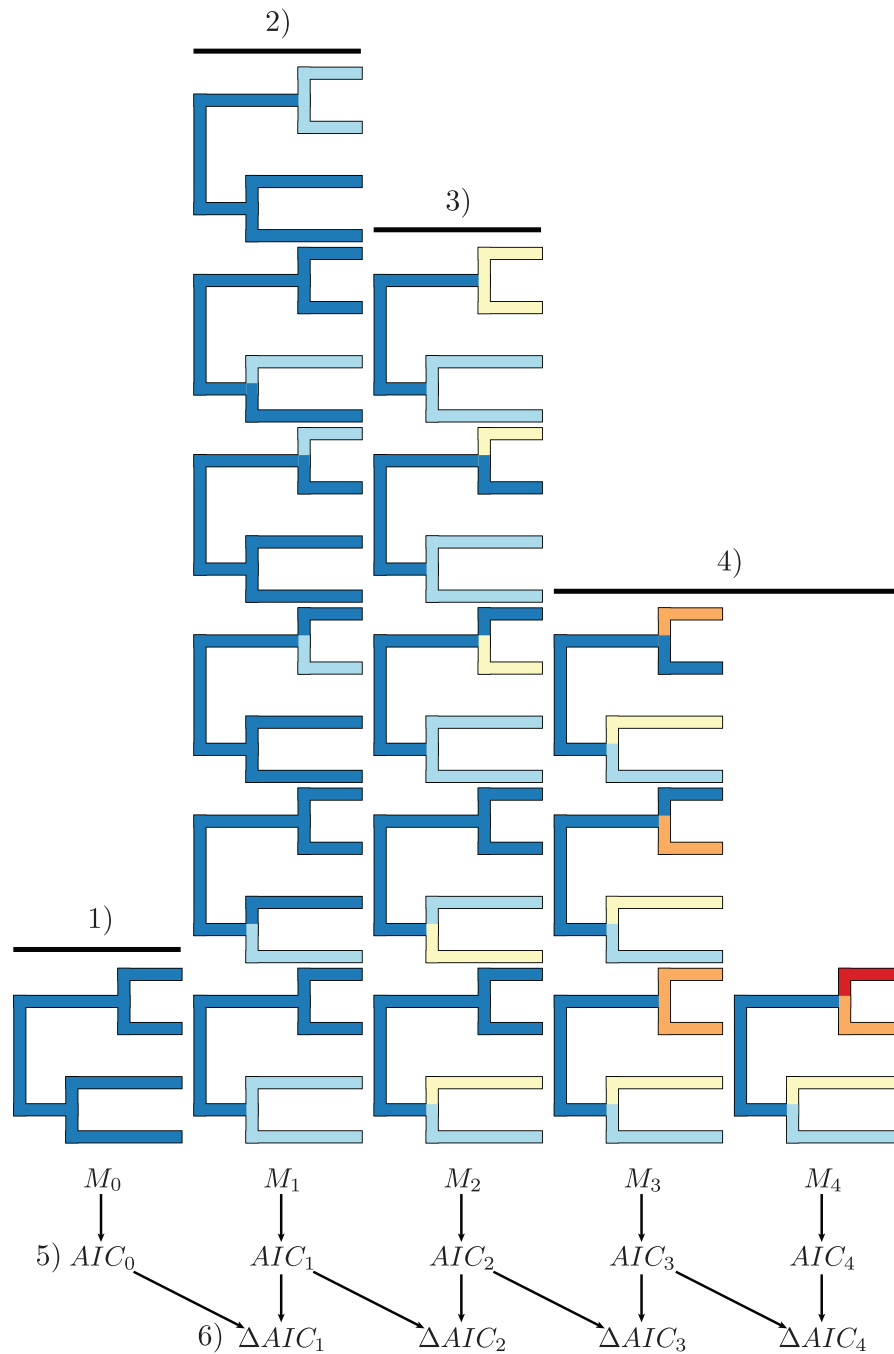 2)
3)
4)
1)
M₀ M₁ M₂ M₃ M₄
5) AIC₀ AIC₁ AIC₂ AIC₃ AIC₄
6) ΔAIC₁ ΔAIC₂ ΔAIC₃ ΔAIC₄